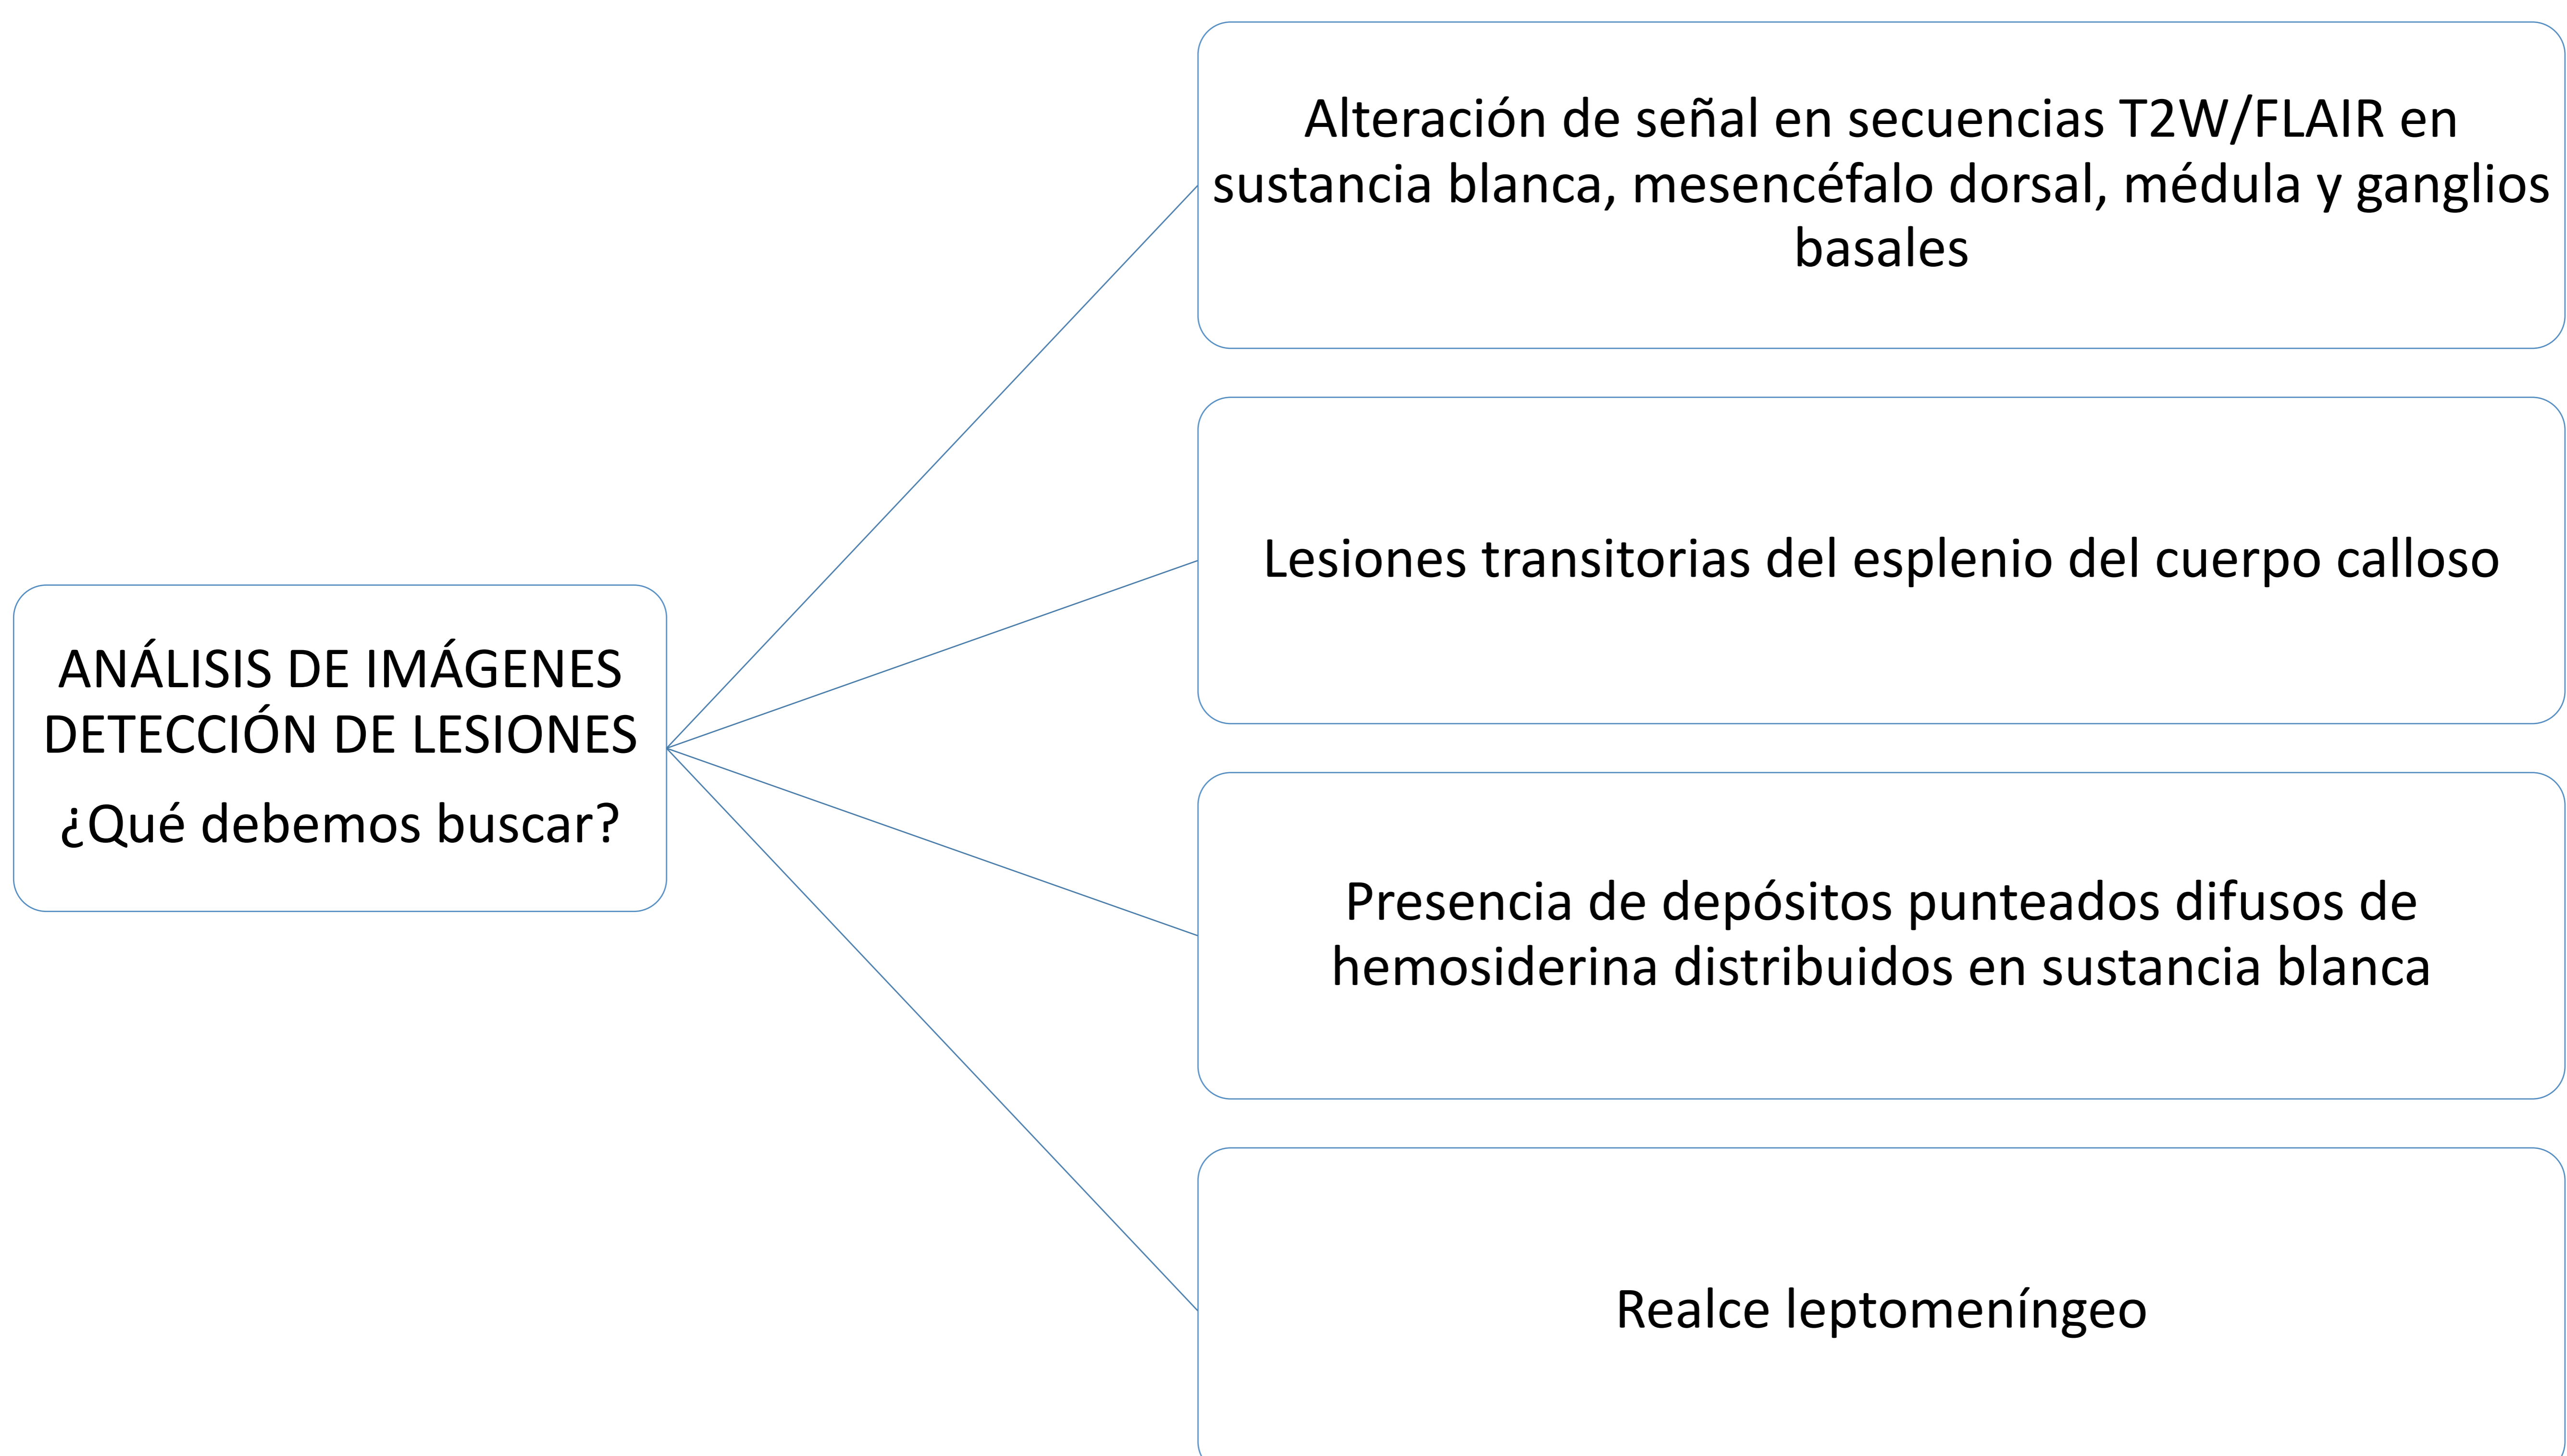 ANÁLISIS DE IMÁGENES
DETECCIÓN DE LESIONES
¿Qué debemos buscar?
Alteración de señal en secuencias T2W/FLAIR en
sustancia blanca, mesencéfalo dorsal, médula y ganglios
basales
Lesiones transitorias del esplenio del cuerpo calloso
Presencia de depósitos punteados difusos de
hemosiderina distribuidos en sustancia blanca
Realce leptomeníngeo